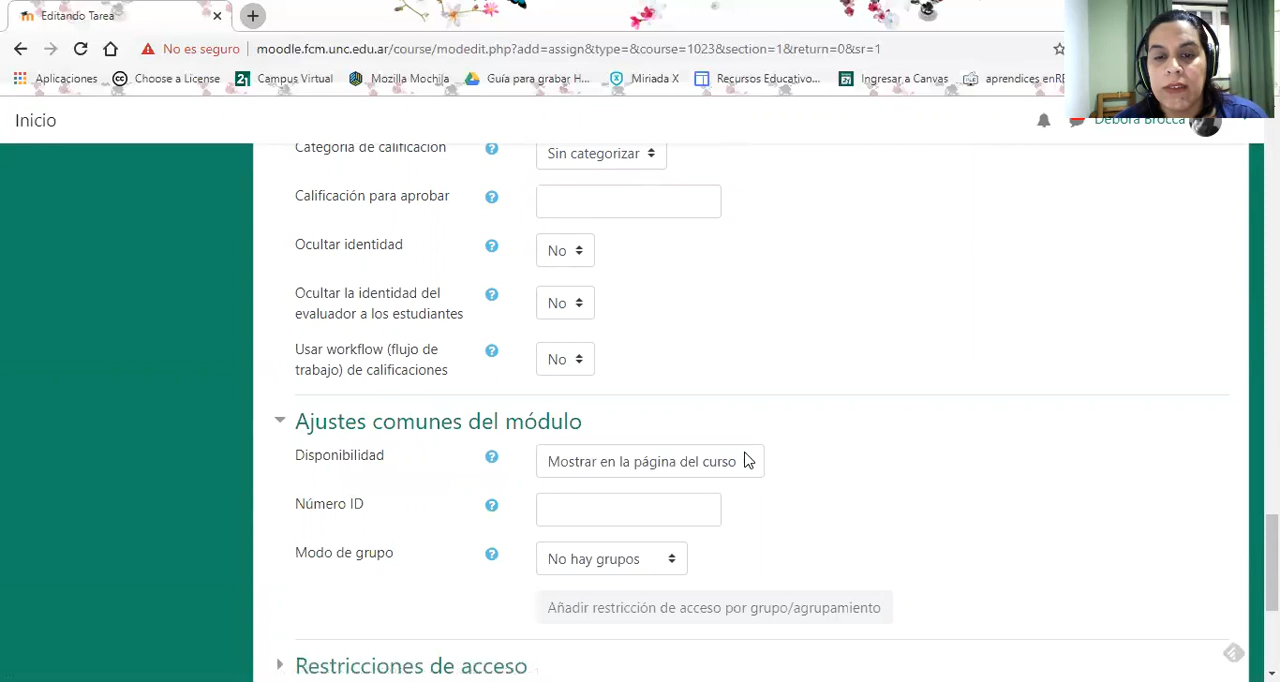 Editando Tarea
No es seguro
moodle.fcm.unc.edu.ar/course/modedit.php?add=assign&type=&course=1023&section=1&return=0&sr=1
Aplicaciones
Choose a License
Campus Virtual
Mozilla Mochila
Guía para grabar H...
Miriada X
Recursos Educativo...
Ingresar a Canvas
aprendices enRE
Inicio
Debora Brocca
Categoría de calificación
Sin categorizar
Calificación para aprobar
Ocultar identidad
No
Ocultar la identidad del
evaluador a los estudiantes
No
Usar workflow (flujo de
trabajo) de calificaciones
No
Ajustes comunes del módulo
Disponibilidad
Mostrar en la página del curso
Número ID
Modo de grupo
No hay grupos
Añadir restricción de acceso por grupo/agrupamiento
Restricciones de acceso